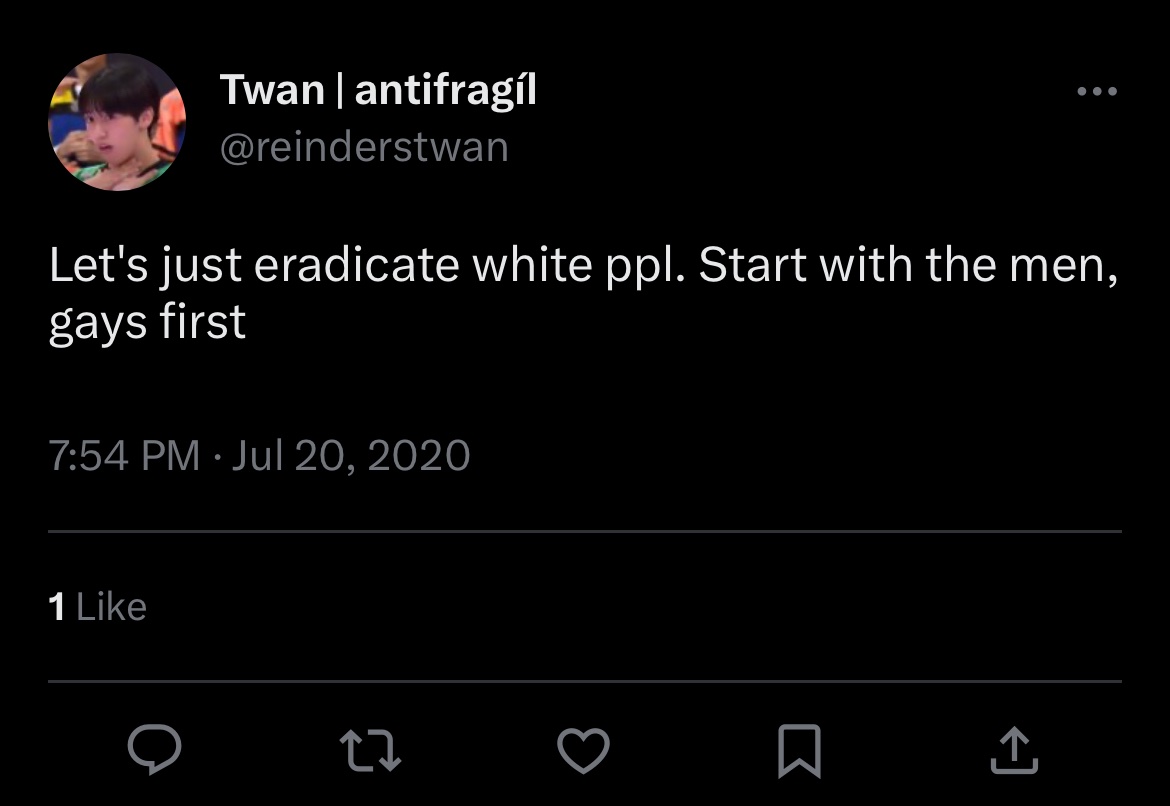 Twan | antifragíl
@reinderstwan
Let's just eradicate white ppl. Start with the men,
gays first
7:54 PM · Jul 20, 2020
1 Like